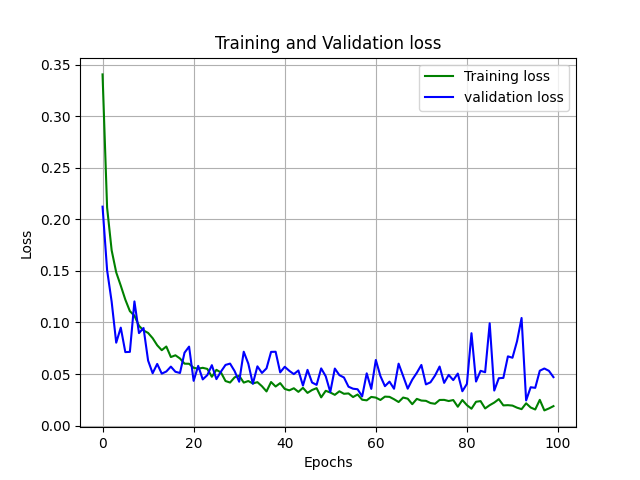 Training and Validation loss
Training loss
validation loss
Loss
0.35
0.30
0.25
0.20
0.15
0.10
0.05
0.00
0 20 40 60 80 100
Epochs